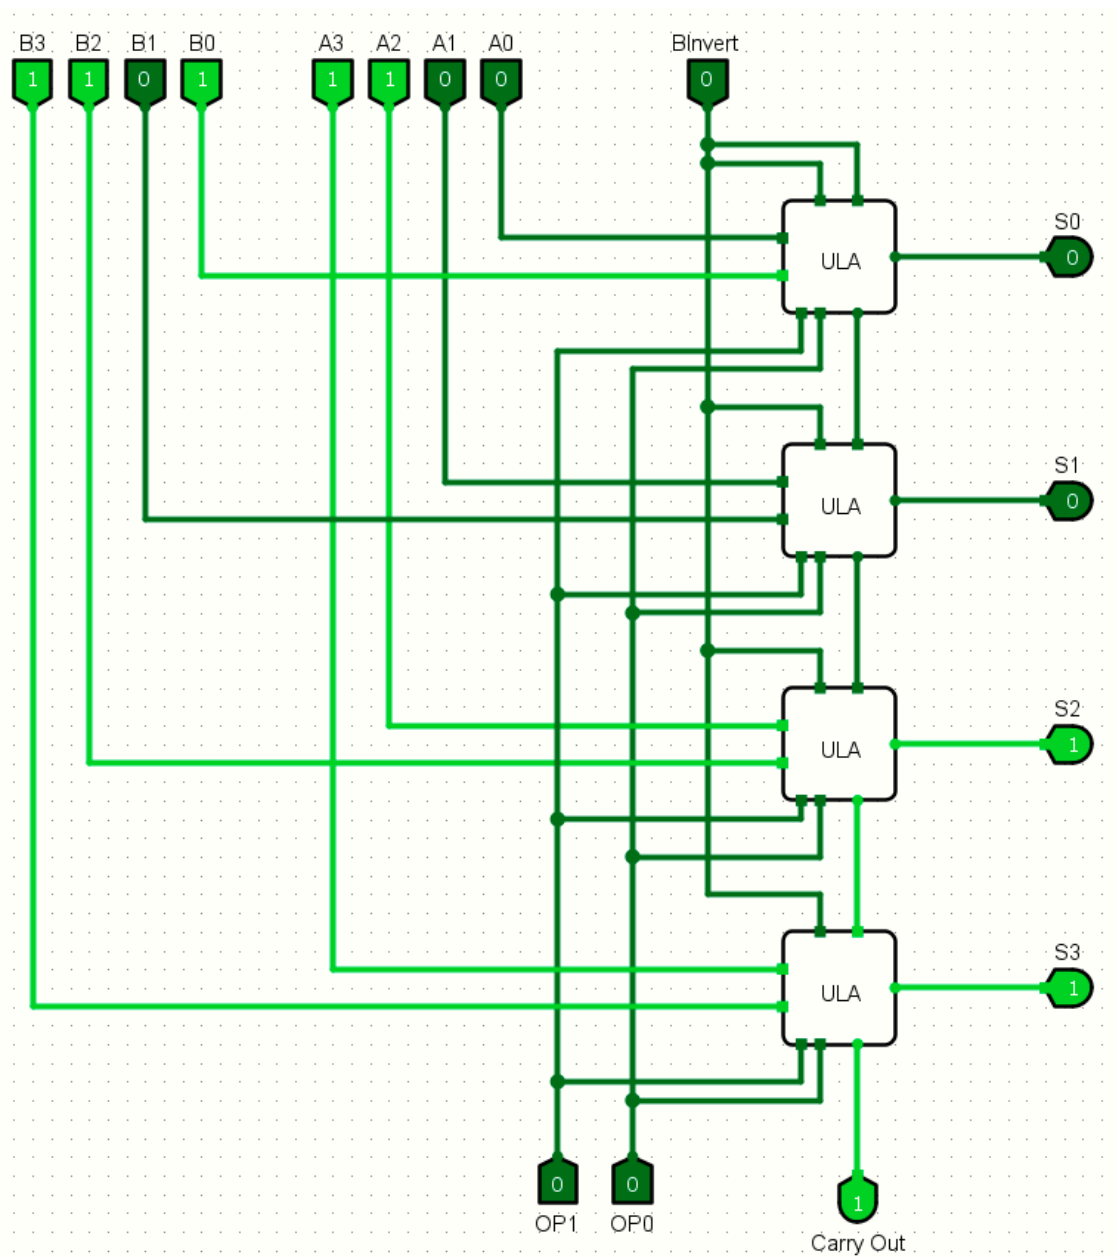 B3 B2 B1 B0 A3 A2 A1 A0 BInvert
1 1 0 1 1 1 0 0 0
S0
ULA 0
S1
ULA 0
S2
ULA 1
S3
ULA 1
0 0 1
OP1 OP0
Carry Out